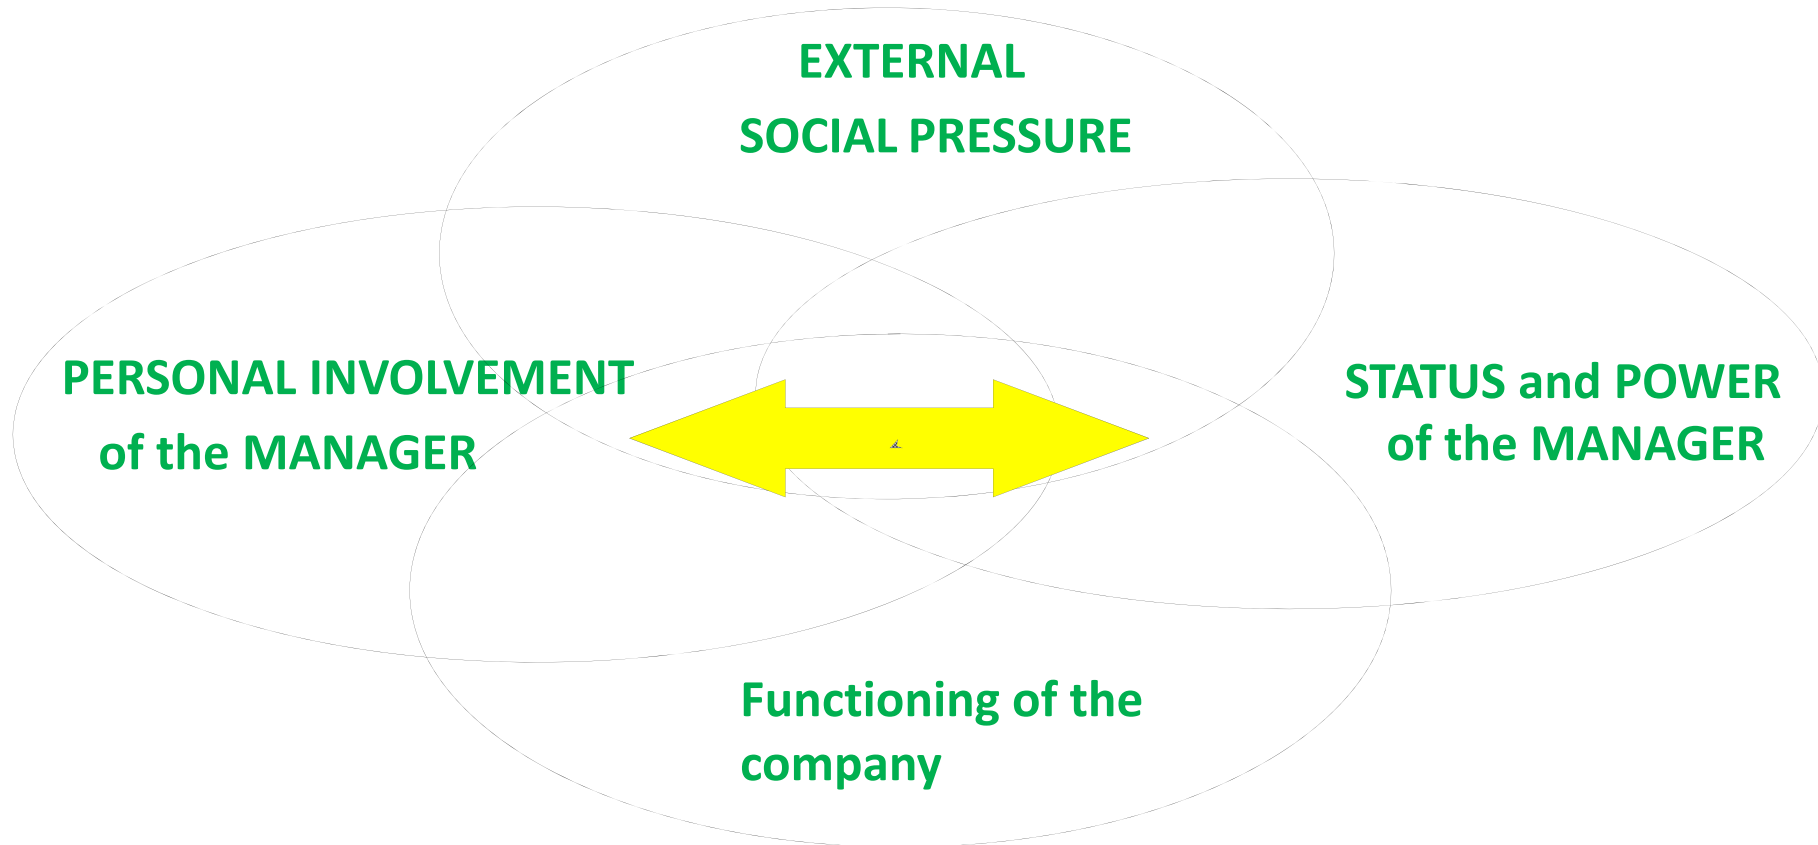 EXTERNAL
SOCIAL PRESSURE
PERSONAL INVOLVEMENT
of the MANAGER
STATUS and POWER
of the MANAGER
Functioning of the
company